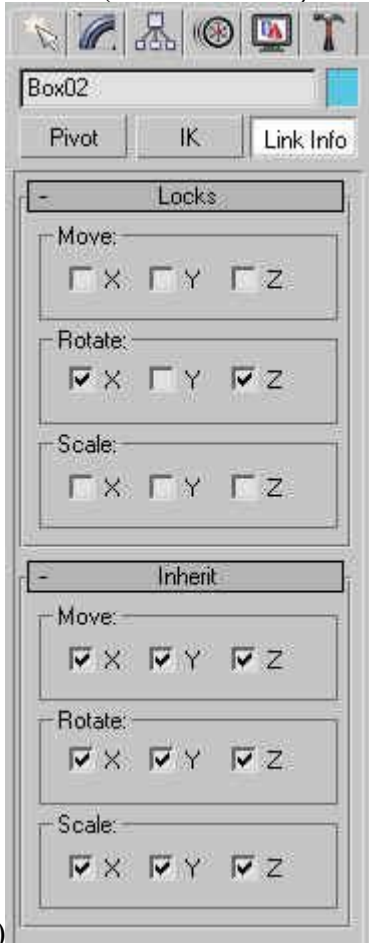 Box02
Pivot IK Link Info
- Locks
Move:
X Y Z
Rotate:
X Y Z
Scale:
X Y Z
- Inherit
Move:
X Y Z
Rotate:
X Y Z
Scale:
X Y Z
)